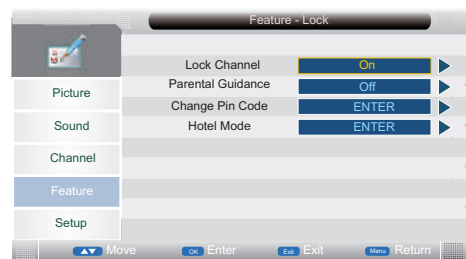 Feature - Lock
Lock Channel On
Parental Guidance Off
Change Pin Code ENTER
Hotel Mode ENTER
Picture
Sound
Channel
Feature
Setup
Move OK Enter Exit Exit Menu Return